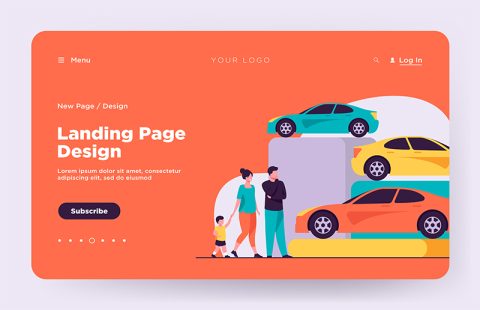 Menu
YOUR LOGO
Log In
New Page / Design
Landing Page
Design
Lorem ipsum dolor sit amet, consectetur
adipiscing elit, sed do eiusmod
Subscribe